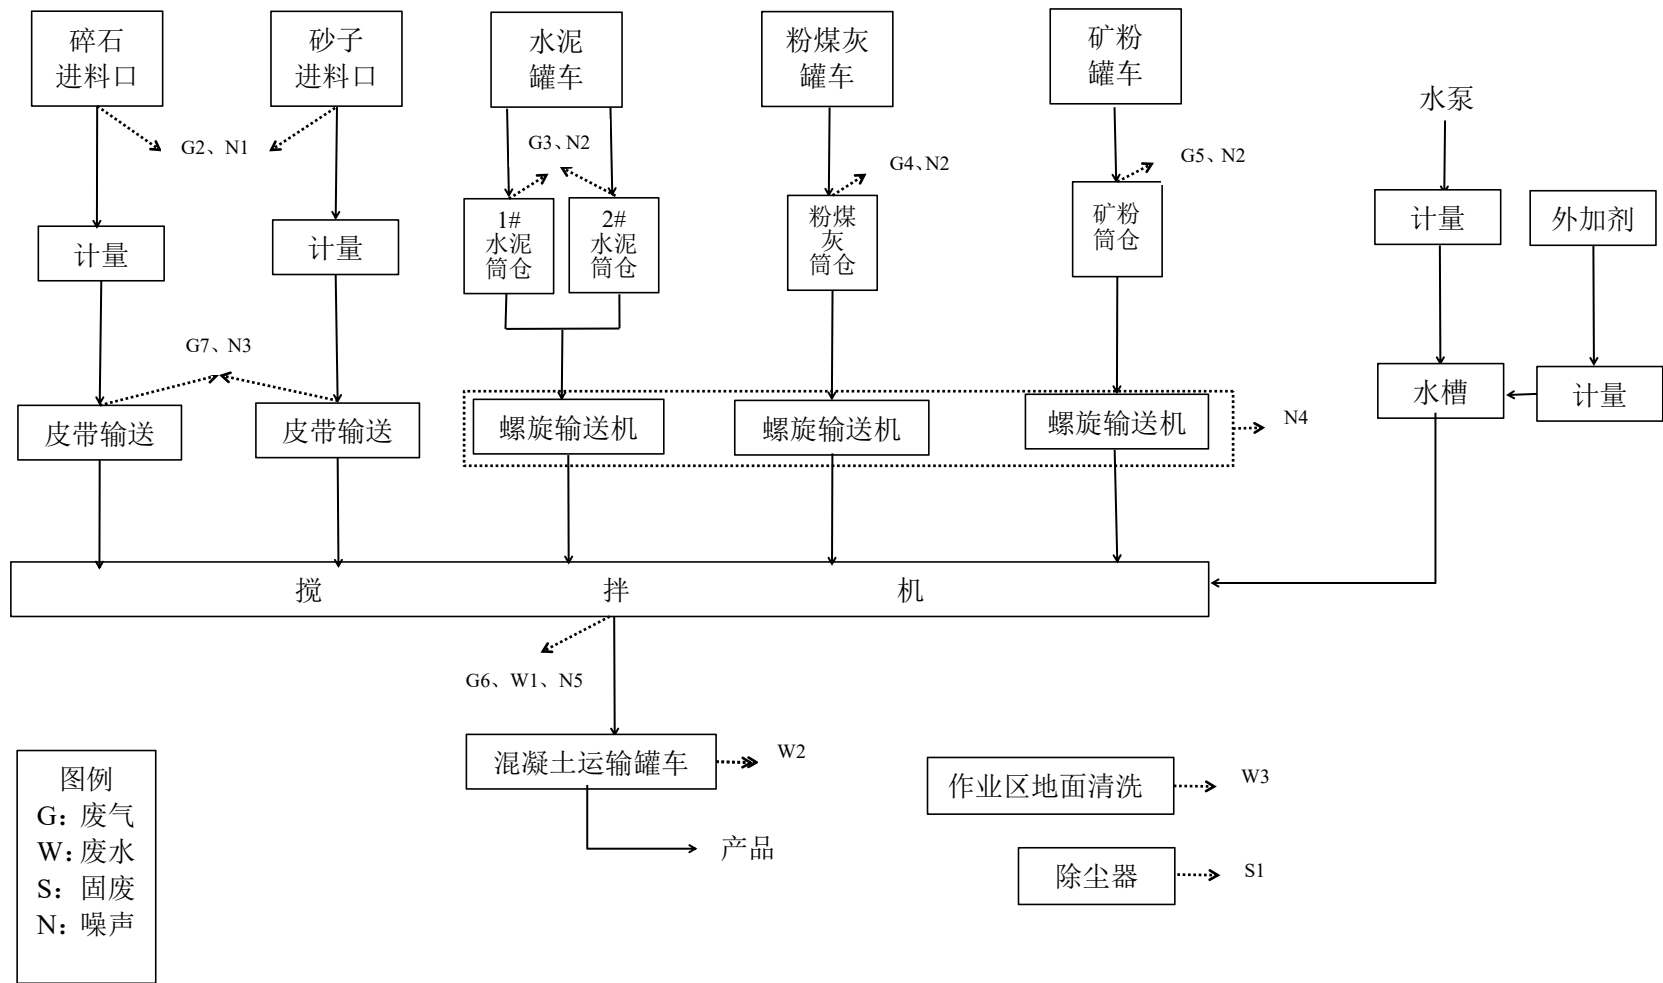 碎石
进料口
砂子
进料口
水泥
罐车
粉煤灰
罐车
矿粉
罐车
水泵
G2、N1
G3、N2
G4、N2
G5、N2
计量
计量
1#
水泥
筒仓
2#
水泥
筒仓
粉煤
灰
筒仓
矿粉
筒仓
计量
外加剂
G7、N3
皮带输送
皮带输送
螺旋输送机
螺旋输送机
螺旋输送机
N4
水槽
计量
搅 拌 机
G6、W1、N5
混凝土运输罐车
W2
产品
作业区地面清洗
W3
除尘器
S1
图例
G：废气
W：废水
S：固废
N：噪声